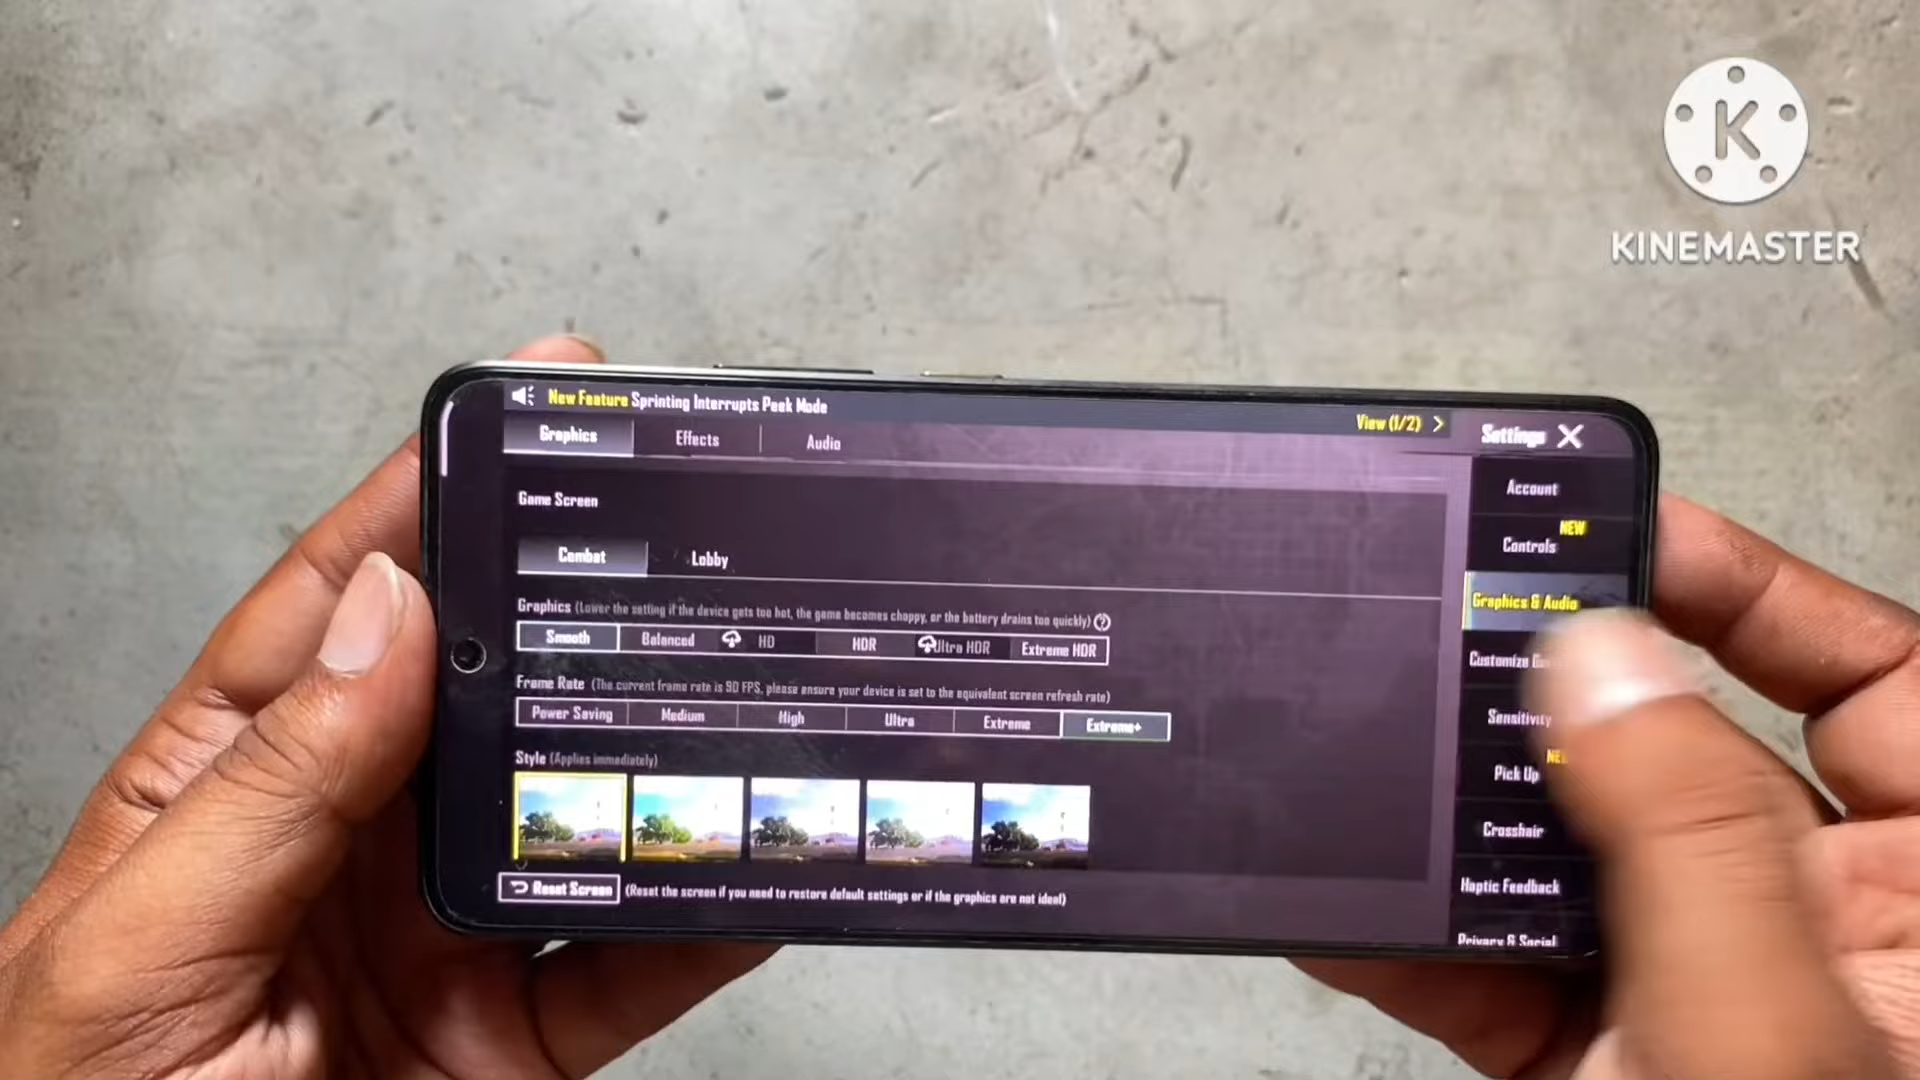 K
KINEMASTER
New Feature Sprinting Interrupts Peek Mode
View (1/2) >
Settings X
Graphics
Effects
Audio
Account
Game Screen
NEW
Controls
Combat
Lobby
Graphics & Audio
Graphics (Lower the setting if the device gets too hot, the game becomes choppy, or the battery drains too quickly) ?
Smooth
Balanced
HD
HDR
Ultra HDR
Extreme HDR
Customize
Frame Rate (The current frame rate is 90 FPS, please ensure your device is set to the equivalent screen refresh rate)
Power Saving
Medium
High
Ultra
Extreme
Extreme+
Sensitivity
Style (Applies immediately)
NEW
Pick Up
Crosshair
Reset Screen (Reset the screen if you need to restore default settings or if the graphics are not ideal)
Haptic Feedback
Privacy & Social